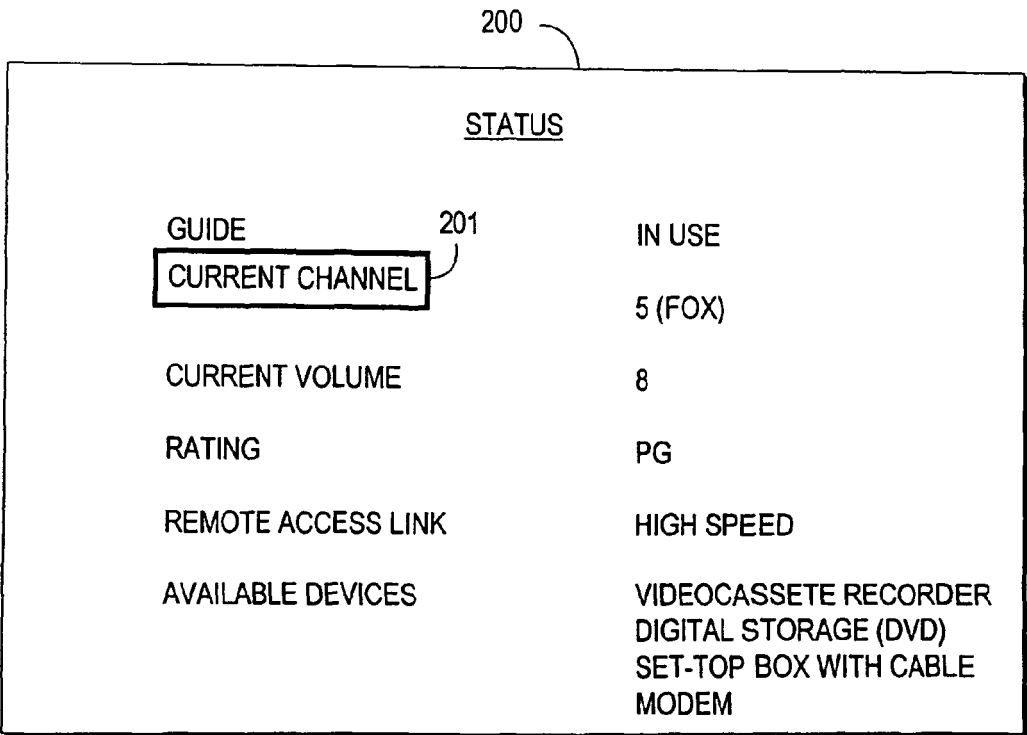 200
STATUS
GUIDE 201 IN USE
CURRENT CHANNEL
5 (FOX)
CURRENT VOLUME 8
RATING PG
REMOTE ACCESS LINK HIGH SPEED
AVAILABLE DEVICES VIDEOCASSETE RECORDER
DIGITAL STORAGE (DVD)
SET-TOP BOX WITH CABLE
MODEM